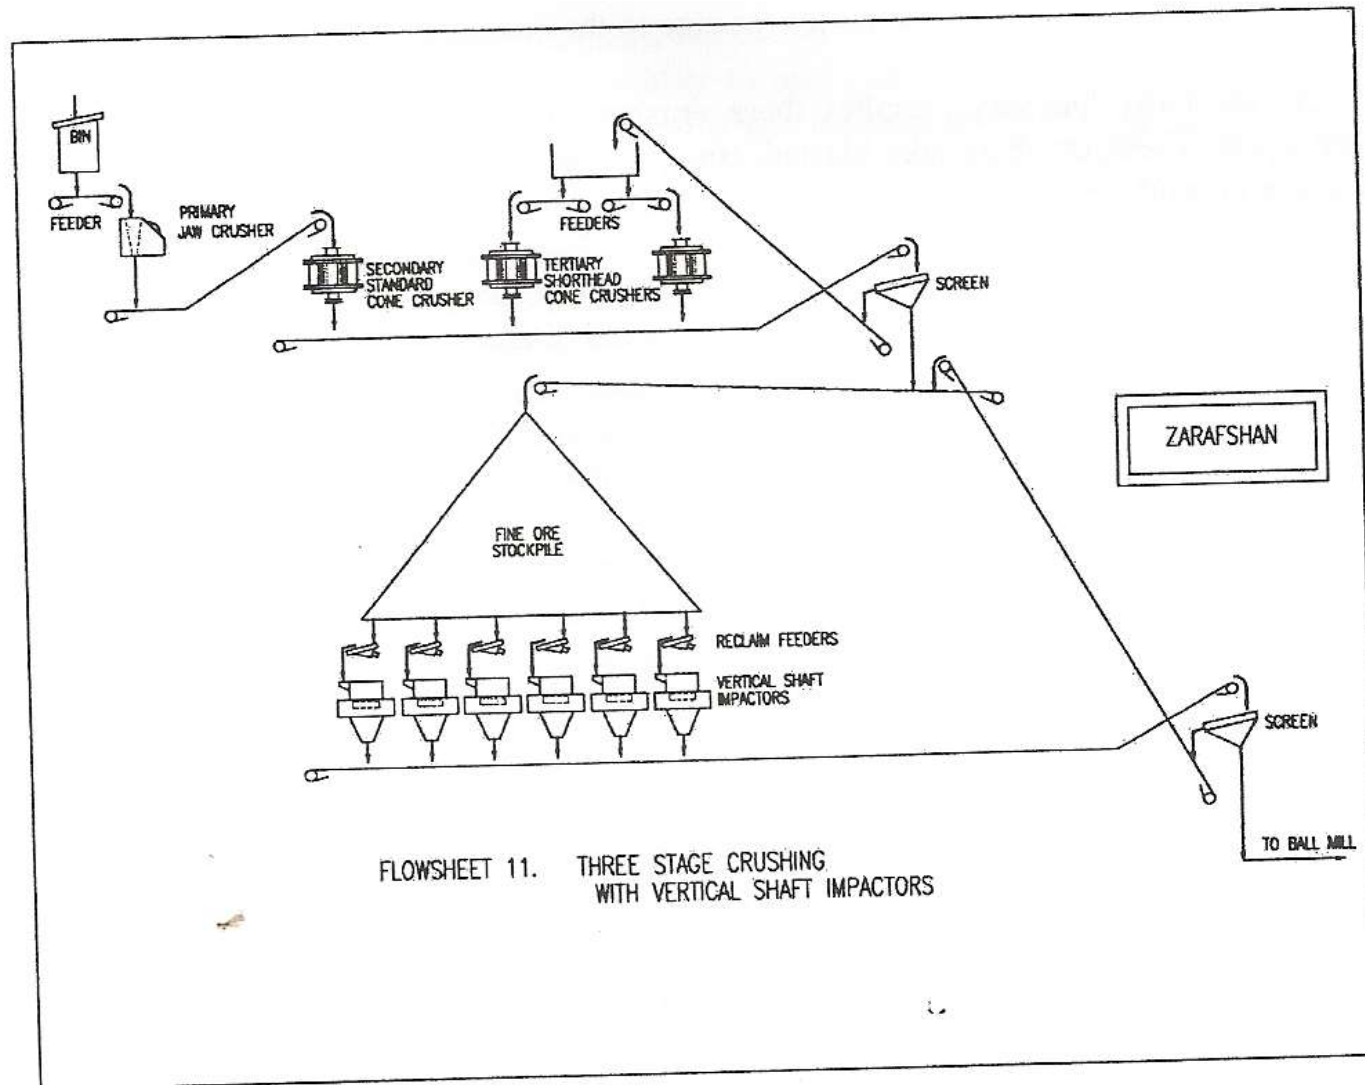 BIN
FEEDER
PRIMARY
JAW CRUSHER
SECONDARY
STANDARD
CONE CRUSHER
FEEDERS
TERTIARY
SHORTHEAD
CONE CRUSHERS
SCREEN
ZARAFSHAN
FINE ORE
STOCKPILE
RECLAIM FEEDERS
VERTICAL SHAFT
IMPACTORS
SCREEN
TO BALL MILL
FLOWSHEET 11. THREE STAGE CRUSHING
WITH VERTICAL SHAFT IMPACTORS